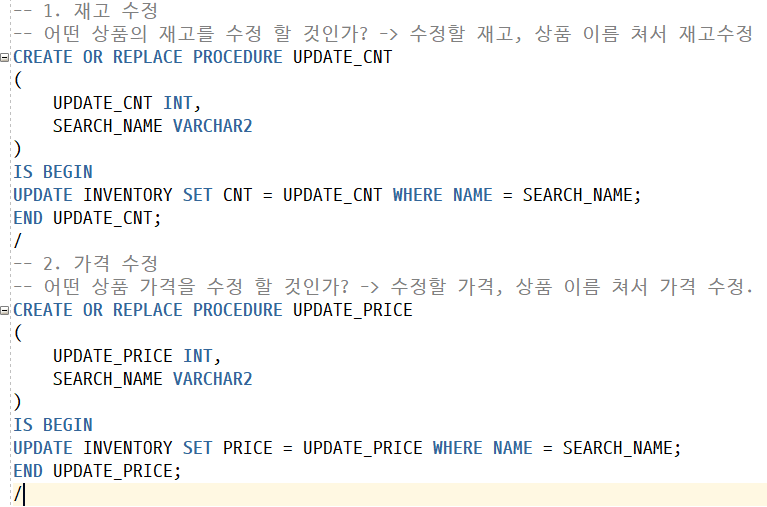 -- 1. 재고 수정
-- 어떤 상품의 재고를 수정 할 것인가? -> 수정할 재고, 상품 이름 쳐서 재고수정
CREATE OR REPLACE PROCEDURE UPDATE_CNT
(
    UPDATE_CNT INT,
    SEARCH_NAME VARCHAR2
)
IS BEGIN
UPDATE INVENTORY SET CNT = UPDATE_CNT WHERE NAME = SEARCH_NAME;
END UPDATE_CNT;
/
-- 2. 가격 수정
-- 어떤 상품 가격을 수정 할 것인가? -> 수정할 가격, 상품 이름 쳐서 가격 수정.
CREATE OR REPLACE PROCEDURE UPDATE_PRICE
(
    UPDATE_PRICE INT,
    SEARCH_NAME VARCHAR2
)
IS BEGIN
UPDATE INVENTORY SET PRICE = UPDATE_PRICE WHERE NAME = SEARCH_NAME;
END UPDATE_PRICE;
/